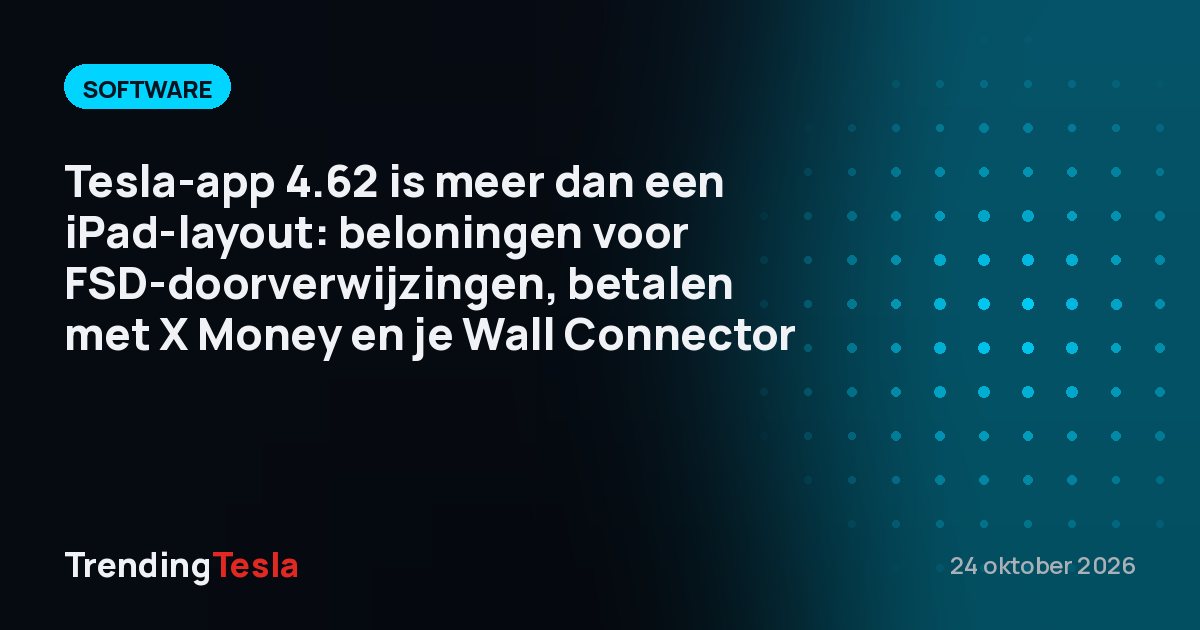 SOFTWARE
Tesla-app 4.62 is meer dan een
iPad-layout: beloningen voor
FSD-doorverwijzingen, betalen
met X Money en je Wall Connector
TrendingTesla
24 oktober 2026